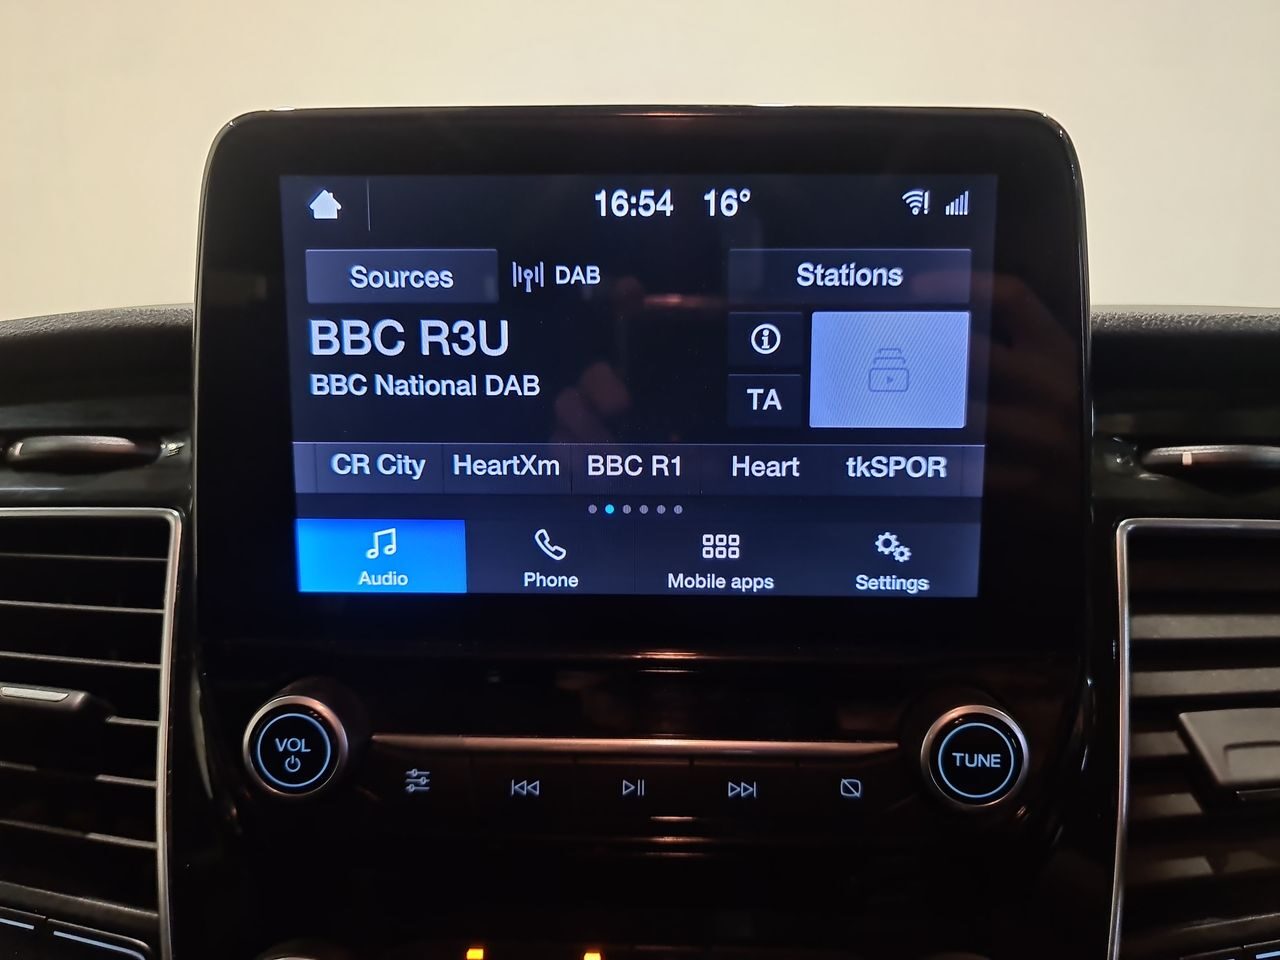 16:54 16°
Sources DAB Stations
BBC R3U
BBC National DAB
TA
CR City HeartXm BBC R1 Heart tkSPOR
Audio Phone Mobile apps Settings
VOL TUNE